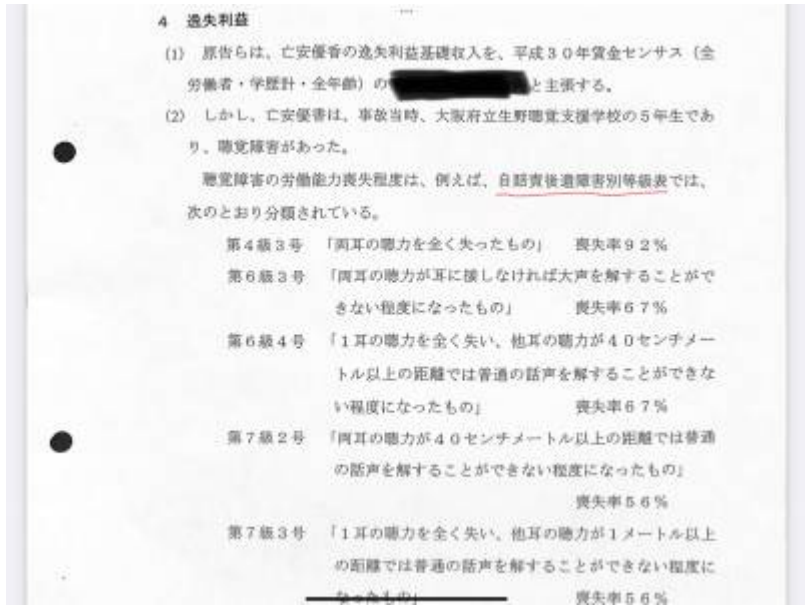 4 逸失利益
(1) 原告らは、亡安優香の逸失利益基礎収入を、平成30年賃金センサス(全
労働者・学歴計・全年齢)の と主張する。
(2) しかし、亡安優香は、事故当時、大阪府立生野聴覚支援学校の5年生であ
り、聴覚障害があった。
聴覚障害の労働能力喪失程度は、例えば、自賠責後遺障害別等級表では、
次のとおり分類されている。
第4級3号 「両耳の聴力を全く失ったもの」 喪失率92%
第6級3号 「両耳の聴力が耳に接しなければ大声を解することがで
きない程度になったもの」 喪失率67%
第6級4号 「1耳の聴力を全く失い、他耳の聴力が40センチメー
トル以上の距離では普通の話声を解することができな
い程度になったもの」 喪失率67%
第7級2号 「両耳の聴力が40センチメートル以上の距離では普通
の話声を解することができない程度になったもの」
喪失率56%
第7級3号 「1耳の聴力を全く失い、他耳の聴力が1メートル以上
の距離では普通の話声を解することができない程度に
なったもの」 喪失率56%